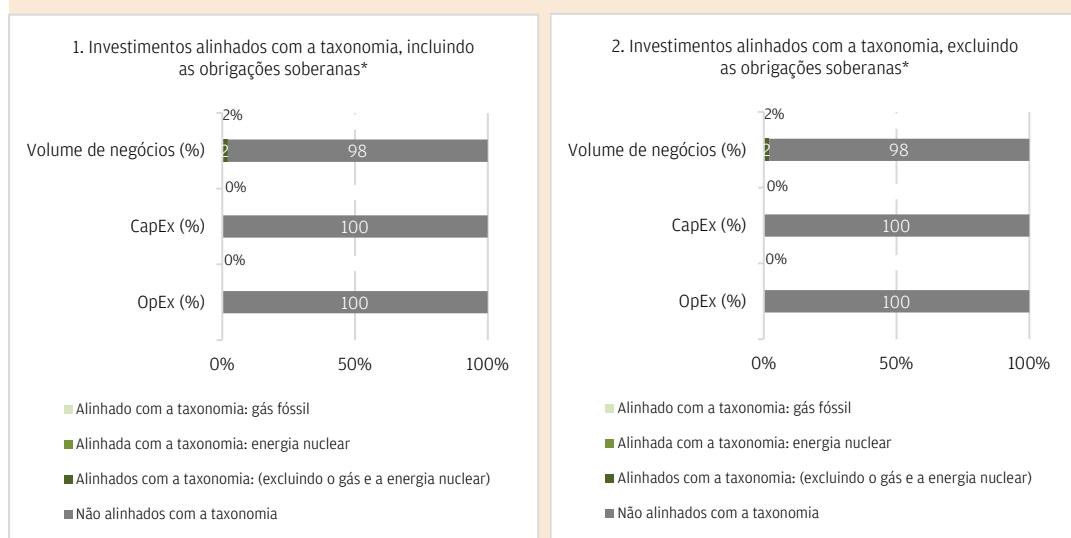 1. Investimentos alinhados com a taxonomia, incluindo
as obrigações soberanas*
2%
Volume de negócios (%)
2
98
0%
CapEx (%)
100
0%
OpEx (%)
100
0%
50%
100%
Alinhado com a taxonomia: gás fóssil
Alinhada com a taxonomia: energia nuclear
Alinhados com a taxonomia: (excluindo o gás e a energia nuclear)
Não alinhados com a taxonomia
2. Investimentos alinhados com a taxonomia, excluindo
as obrigações soberanas*
2%
Volume de negócios (%)
2
98
0%
CapEx (%)
100
0%
OpEx (%)
100
0%
50%
100%
Alinhado com a taxonomia: gás fóssil
Alinhada com a taxonomia: energia nuclear
Alinhados com a taxonomia: (excluindo o gás e a energia nuclear)
Não alinhados com a taxonomia